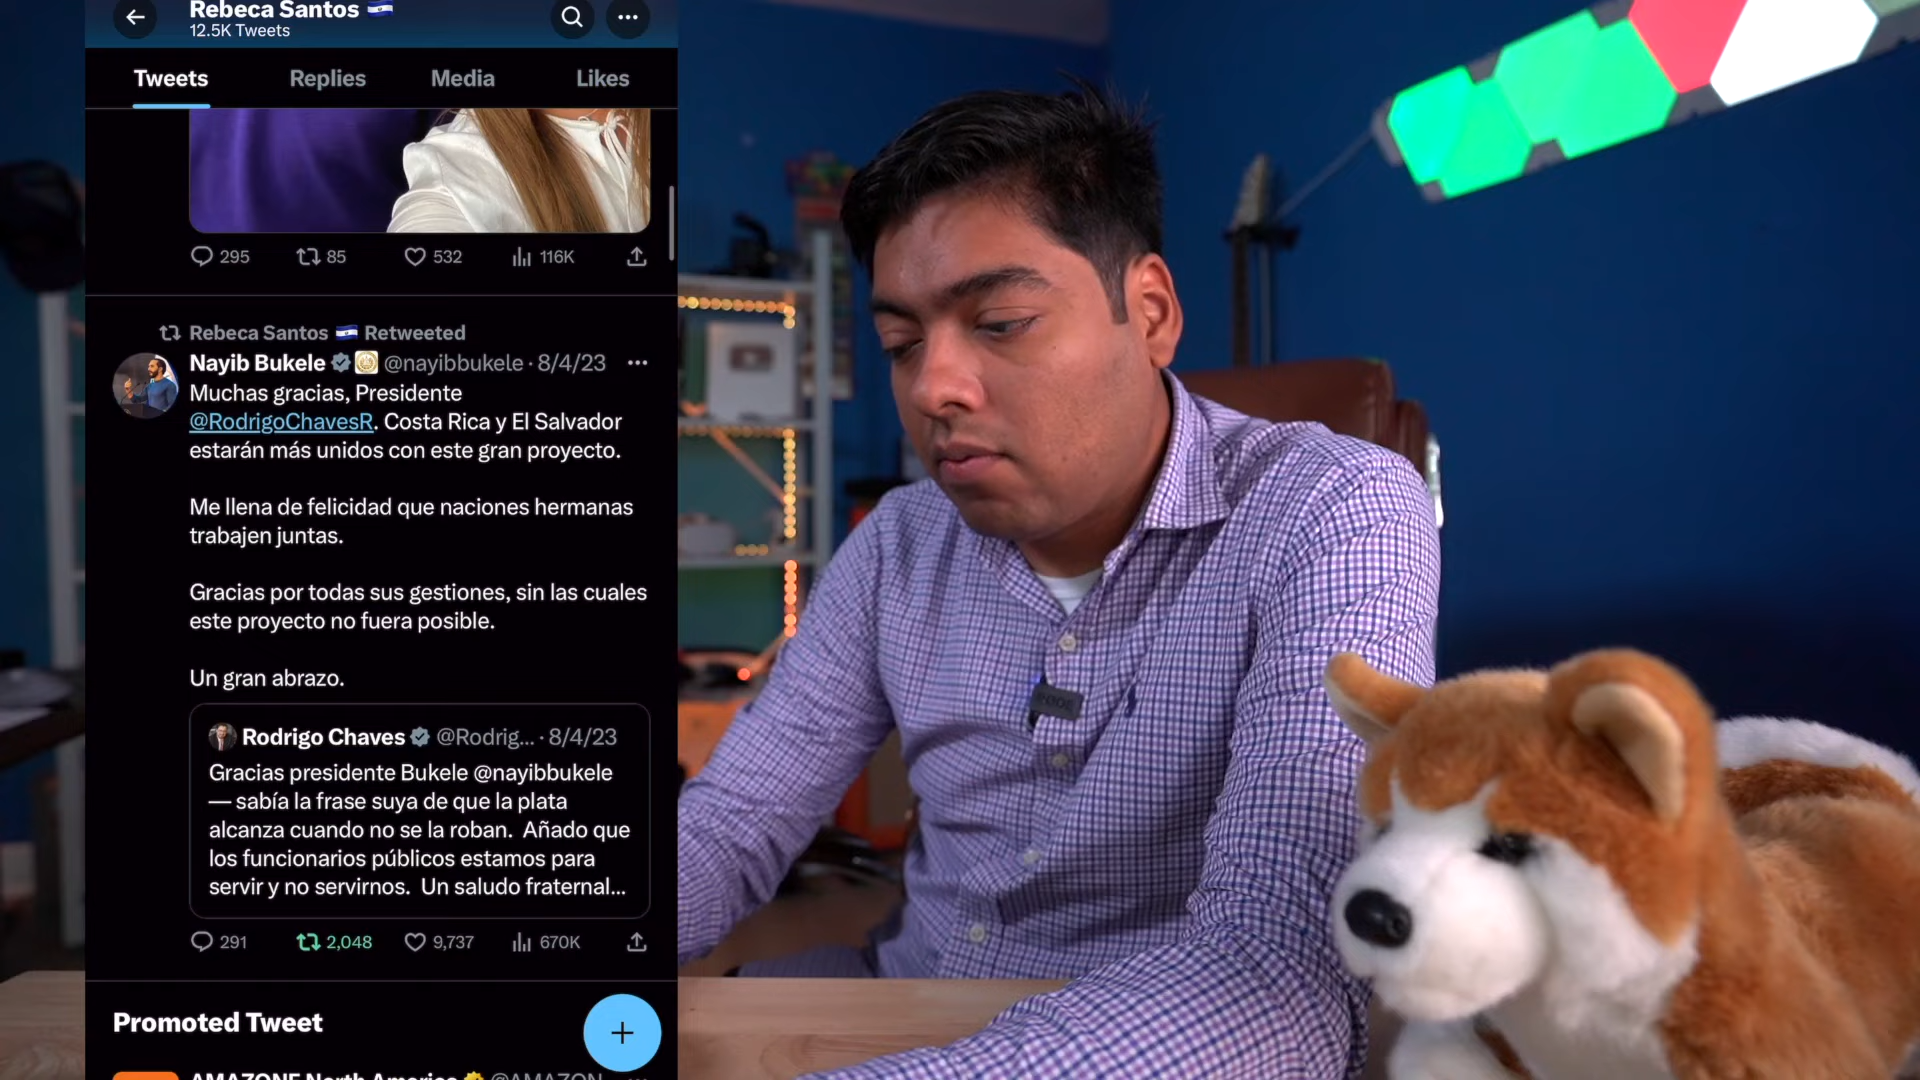 Rebeca Santos
12.5K Tweets
Tweets Replies Media Likes
295 85 532 116K
Rebeca Santos Retweeted
Nayib Bukele @nayibbukele · 8/4/23
Muchas gracias, Presidente
@RodrigoChavesR. Costa Rica y El Salvador
estarán más unidos con este gran proyecto.
Me llena de felicidad que naciones hermanas
trabajen juntas.
Gracias por todas sus gestiones, sin las cuales
este proyecto no fuera posible.
Un gran abrazo.
Rodrigo Chaves @Rodrig... · 8/4/23
Gracias presidente Bukele @nayibbukele
— sabía la frase suya de que la plata
alcanza cuando no se la roban. Añado que
los funcionarios públicos estamos para
servir y no servirnos. Un saludo fraternal...
291 2,048 9,737 670K
Promoted Tweet
AMAZONE North America @AMAZON